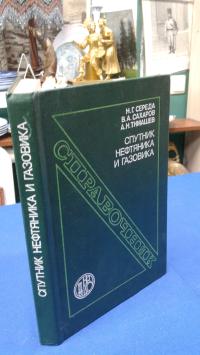 Н.Г. СЕРЕДА
В.А. САХАРОВ
А.Н. ТИМАШЕВ
СПУТНИК
НЕФТЯНИКА
И ГАЗОВИКА
СПРАВОЧНИК
СПУТНИК НЕФТЯНИКА И ГАЗОВИКА